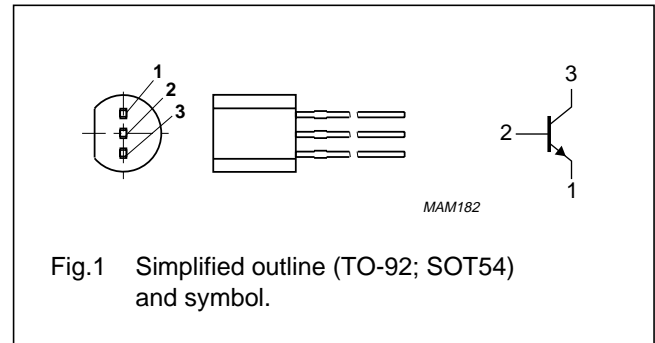 1
2
3
3
2
1
MAM182
Fig.1 Simplified outline (TO-92; SOT54)
and symbol.